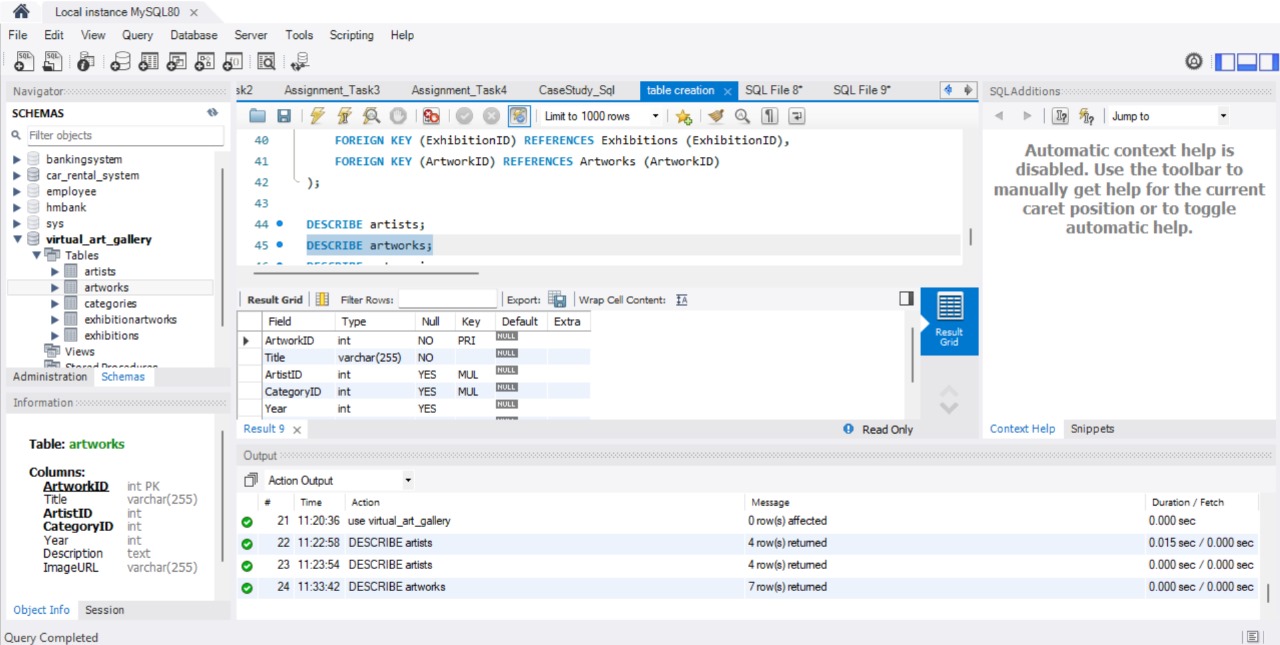 Local instance MySQL80 ×
File Edit View Query Database Server Tools Scripting Help
Navigator
SCHEMAS
Filter objects
bankingsystem
car_rental_system
employee
hmbank
sys
virtual_art_gallery
Tables
artists
artworks
categories
exhibitionartworks
exhibitions
Views
Stored Procedures
Administration Schemas
Information
Table: artworks
Columns:
ArtworkID int PK
Title varchar(255)
ArtistID int
CategoryID int
Year int
Description text
ImageURL varchar(255)
Object Info Session
Query Completed
sk2 Assignment_Task3 Assignment_Task4 CaseStudy_Sql table creation × SQL File 8* SQL File 9*
Limit to 1000 rows
40 FOREIGN KEY (ExhibitionID) REFERENCES Exhibitions (ExhibitionID),
41 FOREIGN KEY (ArtworkID) REFERENCES Artworks (ArtworkID)
42 );
43
44 DESCRIBE artists;
45 DESCRIBE artworks;
Result Grid Filter Rows: Export: Wrap Cell Content:
Field Type Null Key Default Extra
ArtworkID int NO PRI NULL
Title varchar(255) NO NULL
ArtistID int YES MUL NULL
CategoryID int YES MUL NULL
Year int YES NULL
Result
Grid
Result 9 × Read Only
SQLAdditions
Jump to
Automatic context help is
disabled. Use the toolbar to
manually get help for the current
caret position or to toggle
automatic help.
Context Help Snippets
Output
Action Output
# Time Action Message Duration / Fetch
21 11:20:36 use virtual_art_gallery 0 row(s) affected 0.000 sec
22 11:22:58 DESCRIBE artists 4 row(s) returned 0.015 sec / 0.000 sec
23 11:23:54 DESCRIBE artists 4 row(s) returned 0.000 sec / 0.000 sec
24 11:33:42 DESCRIBE artworks 7 row(s) returned 0.000 sec / 0.000 sec